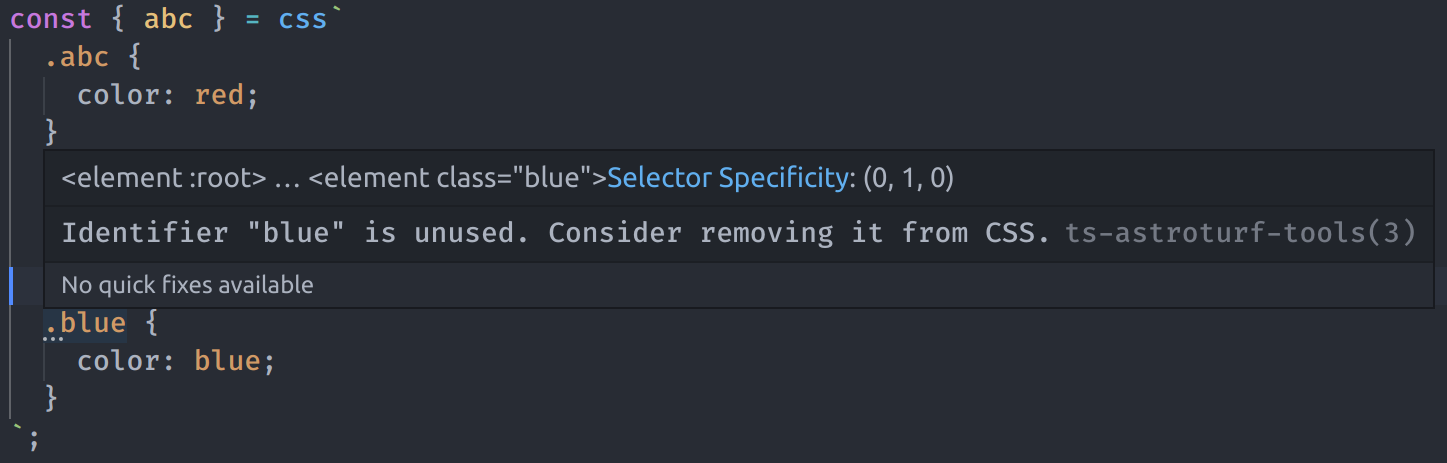 const { abc } = css`
.abc {
color: red;
}
<element :root> … <element class="blue">Selector Specificity: (0, 1, 0)
Identifier "blue" is unused. Consider removing it from CSS. ts-astroturf-tools(3)
No quick fixes available
.blue {
color: blue;
}
`;